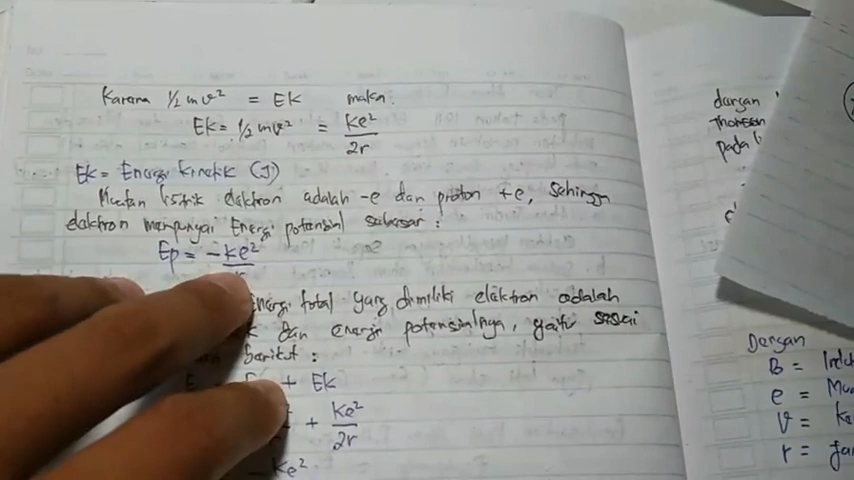 Karena ½ mv² = EK maka:
EK = ½ mv² = ke²/2r
EK = Energi kinetik (J)
Muatan listrik elektron adalah -e dan proton +e, sehingga
elektron mempunyai Energi potensial sebesar:
Ep = -ke²
Energi total yang dimiliki elektron adalah
dan energi potensialnya, yaitu sesuai
berikut:
E + EK
+ ke²/2r
- ke²
dengan
Thomson
pada
Dengan
B =
e =
v =
r =